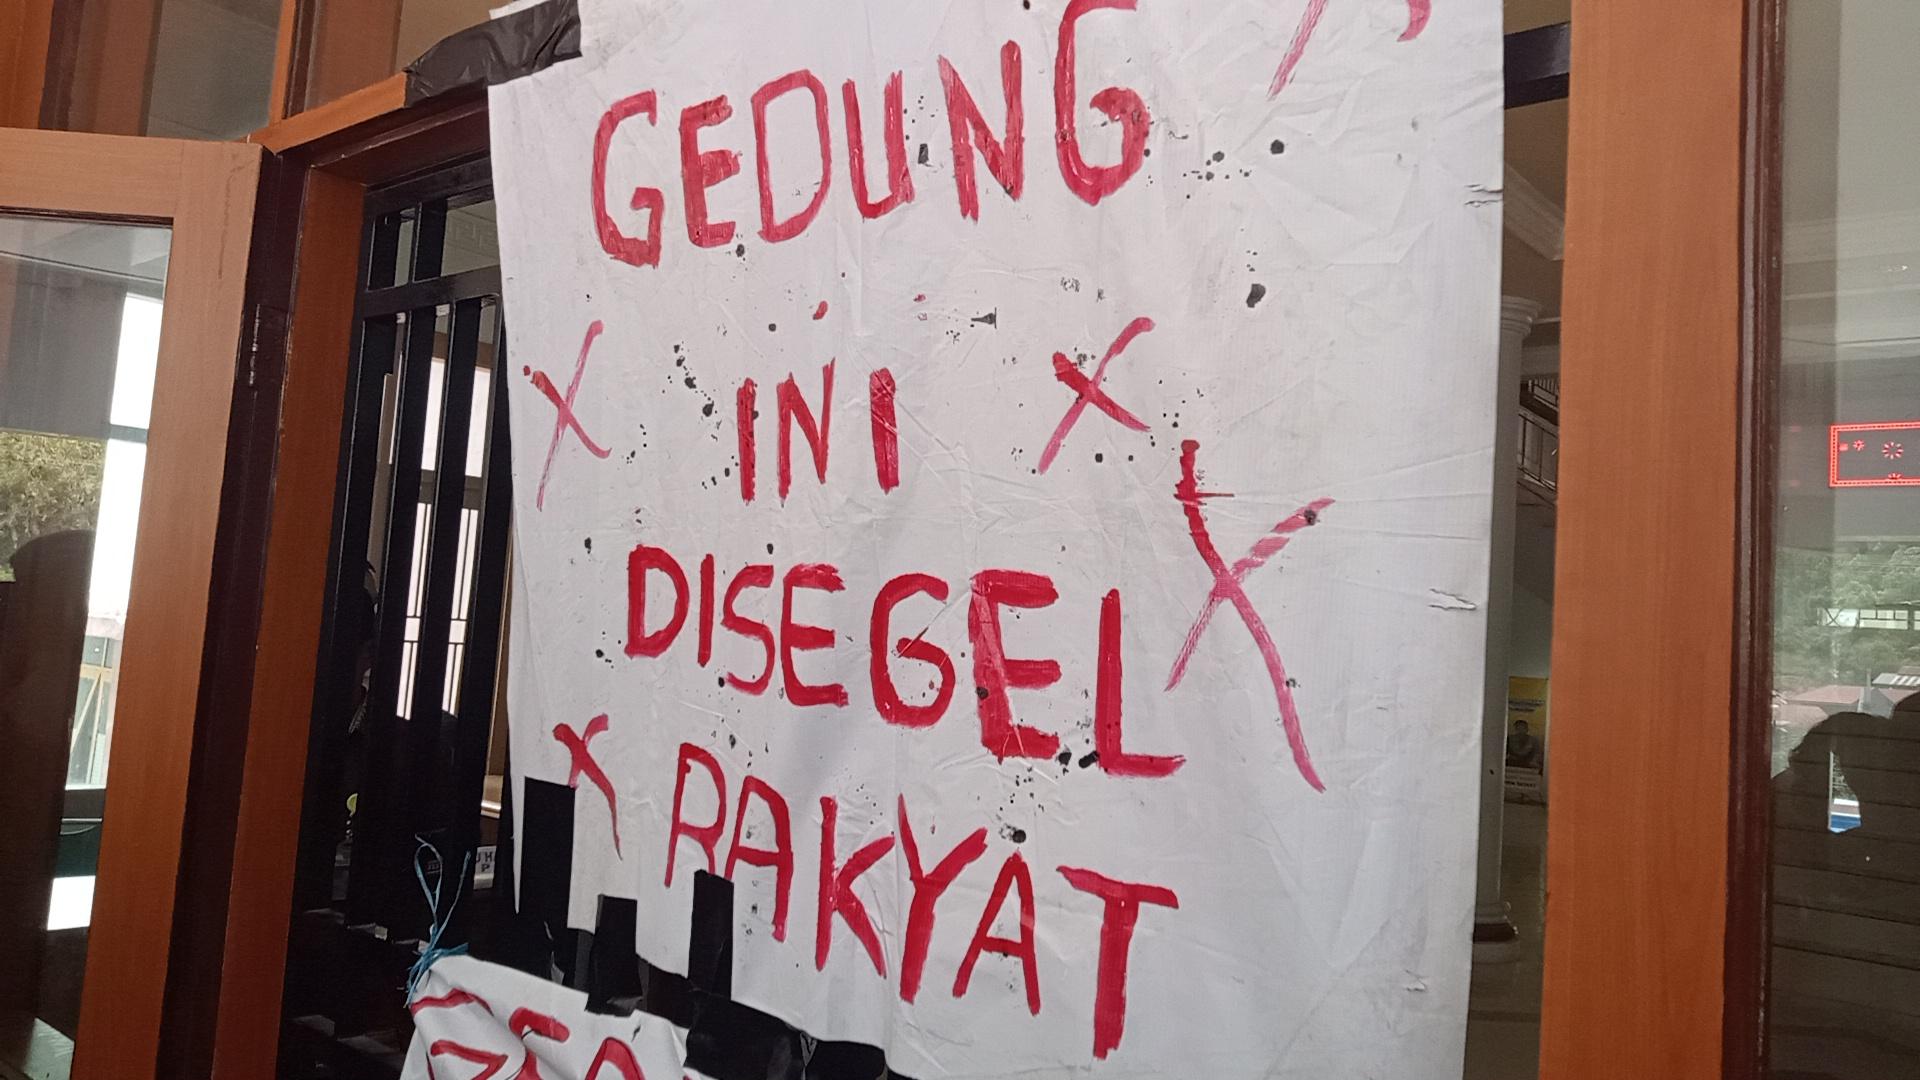 GEDUNG
INI
DISEGEL
RAKYAT